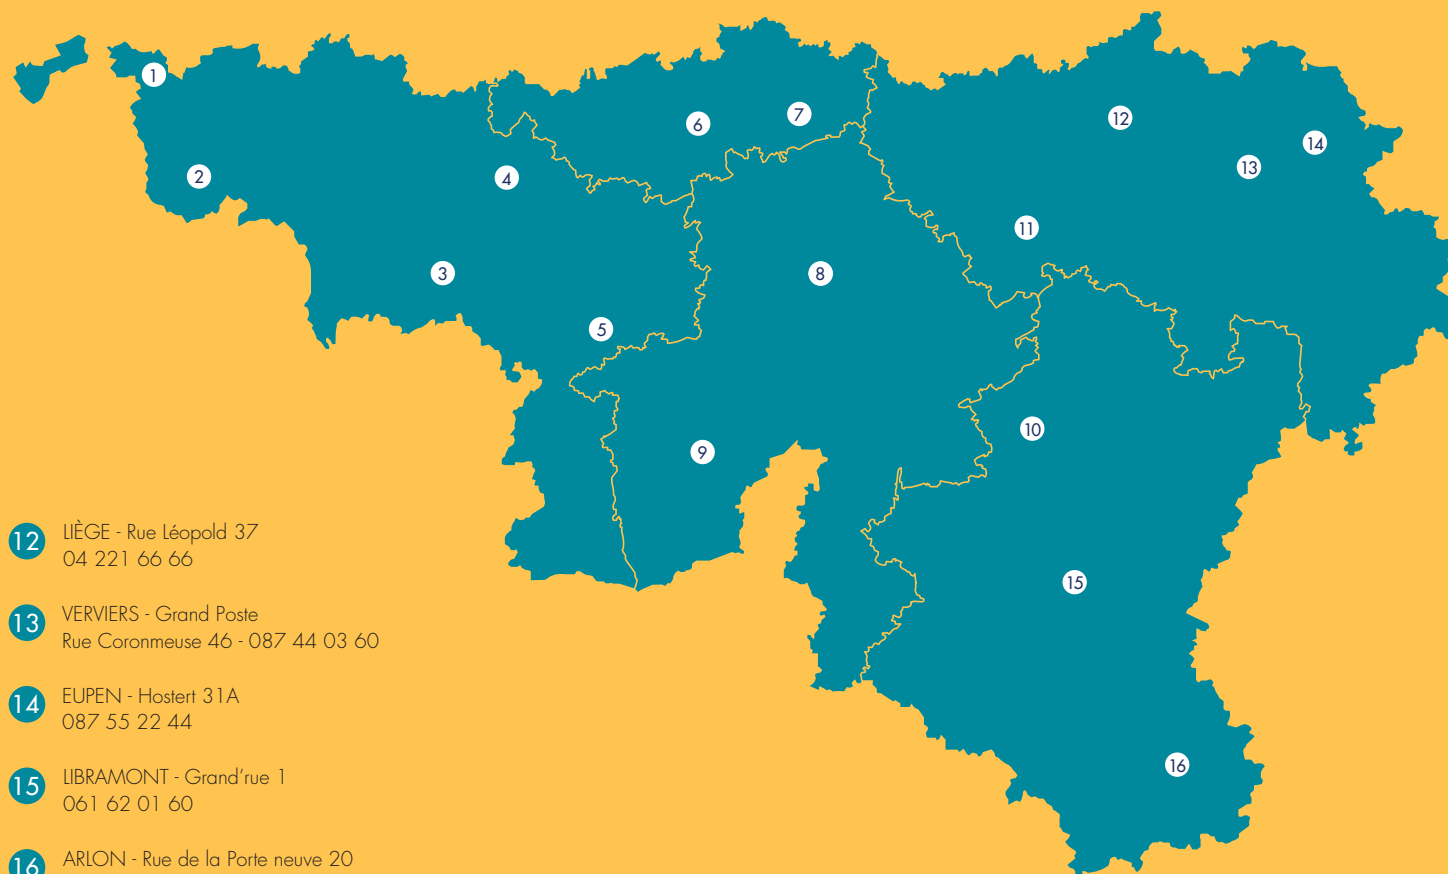 1
2
3
4
5
6
7
8
9
10
11
12
13
14
15
16
12 LIÈGE - Rue Léopold 37
04 221 66 66
13 VERVIERS - Grand Poste
Rue Coronmeuse 46 - 087 44 03 60
14 EUPEN - Hostert 31A
087 55 22 44
15 LIBRAMONT - Grand'rue 1
061 62 01 60
16 ARLON - Rue de la Porte neuve 20